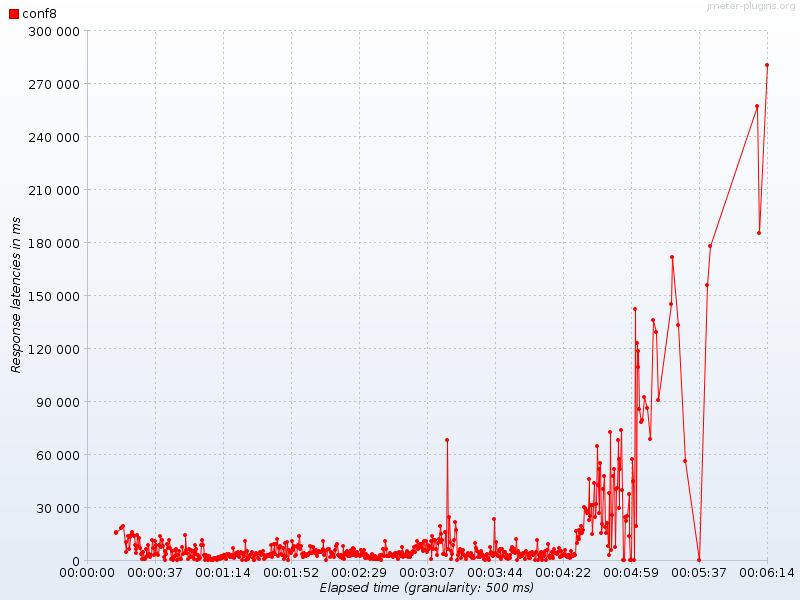 jmeter-plugins.org
conf8
300 000
270 000
240 000
210 000
180 000
150 000
120 000
90 000
60 000
30 000
0
Response latencies in ms
00:00:00 00:00:37 00:01:14 00:01:52 00:02:29 00:03:07 00:03:44 00:04:22 00:04:59 00:05:37 00:06:14
Elapsed time (granularity: 500 ms)